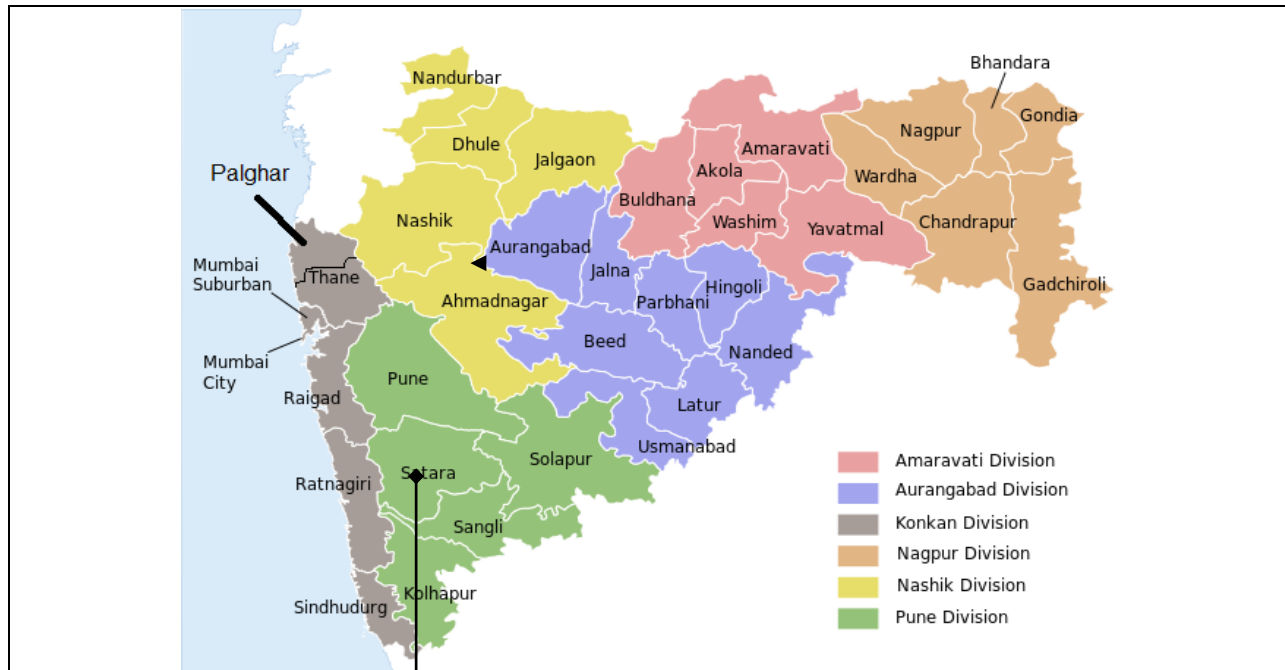 Bhandara
Nandurbar
Gondia
Nagpur
Dhule
Amaravati
Jalgaon
Akola
Palghar
Wardha
Buldhana
Nashik
Washim
Yavatmal
Chandrapur
Aurangabad
Mumbai
Suburban
Thane
Jalna
Hingoli
Gadchiroli
Ahmadnagar
Parbhani
Beed
Nanded
Mumbai
City
Pune
Raigad
Latur
Usmanabad
Solapur
Satara
Ratnagiri
Sangli
Kolhapur
Sindhudurg
Amaravati Division
Aurangabad Division
Konkan Division
Nagpur Division
Nashik Division
Pune Division